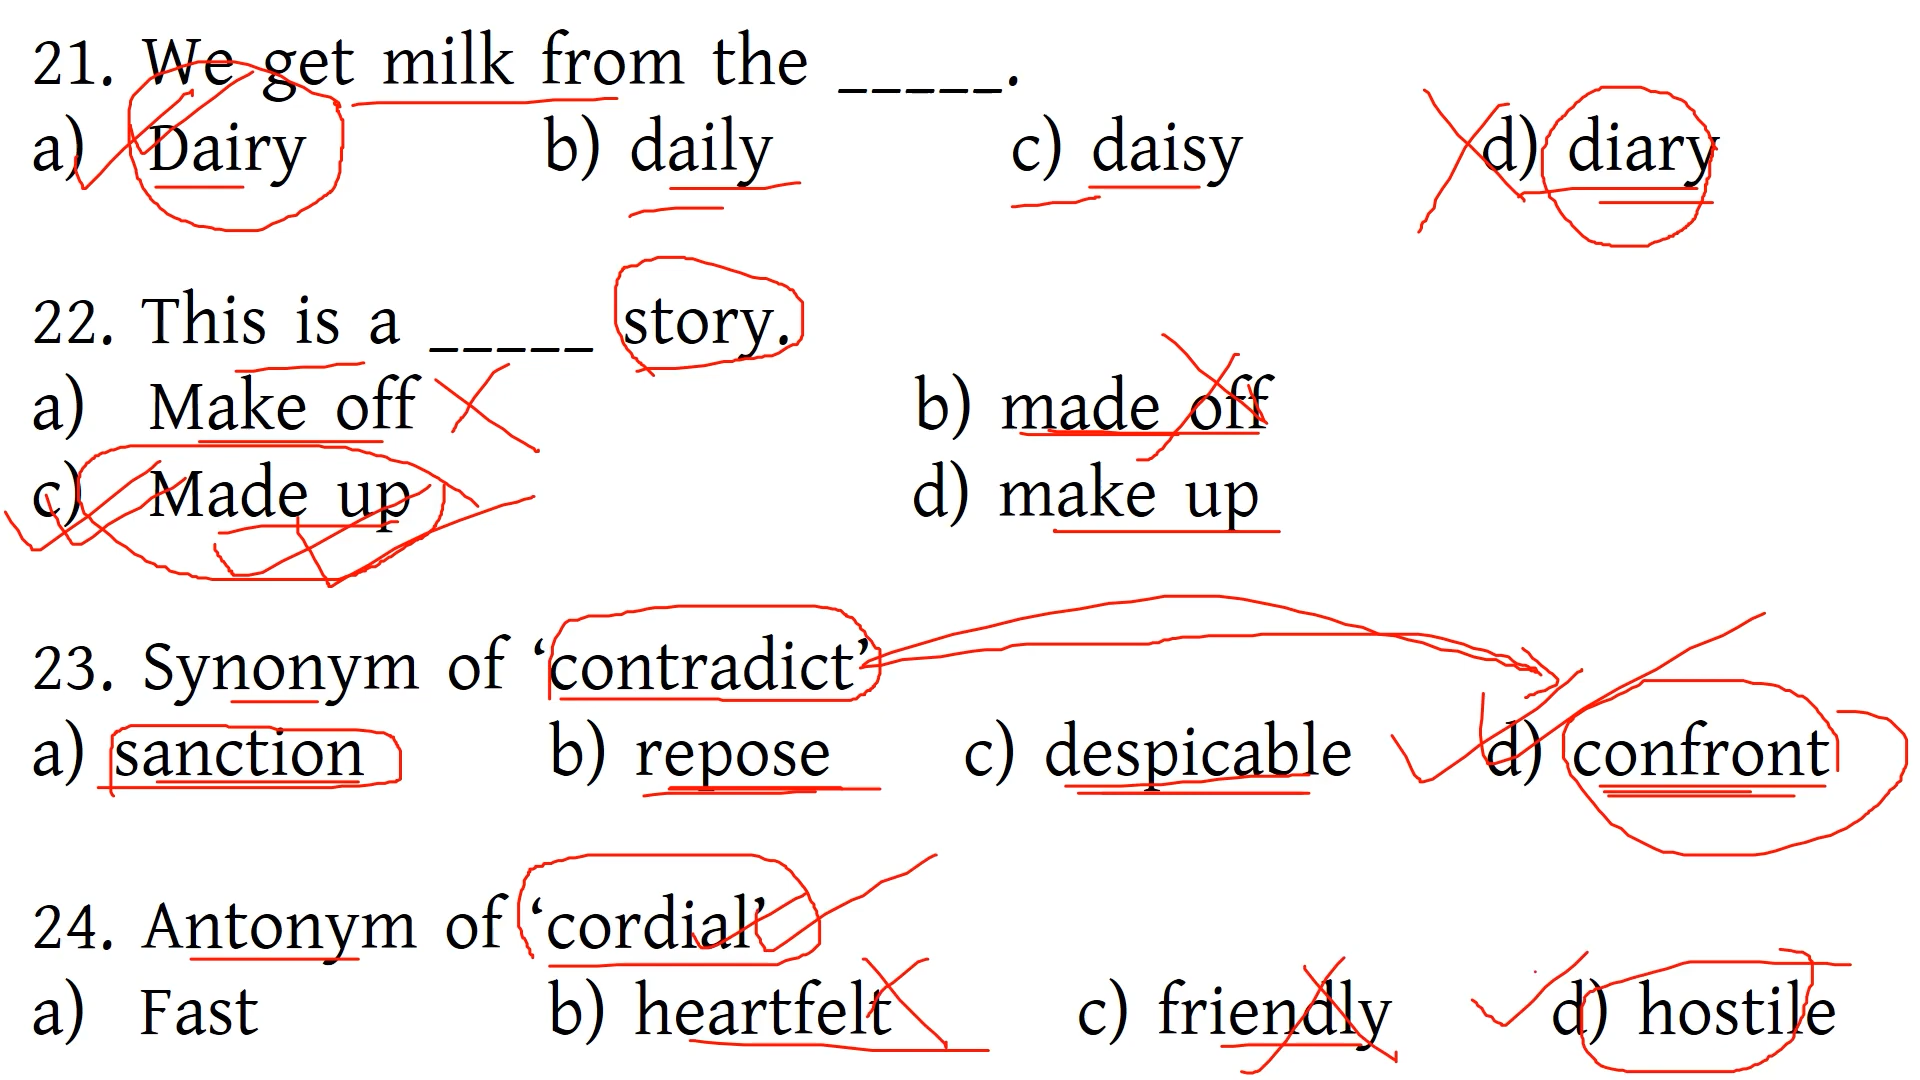 21. We get milk from the _____.
a) Dairy b) daily c) daisy d) diary
22. This is a _____ story.
a) Make off b) made off
c) Made up d) make up
23. Synonym of ‘contradict’
a) sanction b) repose c) despicable d) confront
24. Antonym of ‘cordial’
a) Fast b) heartfelt c) friendly d) hostile